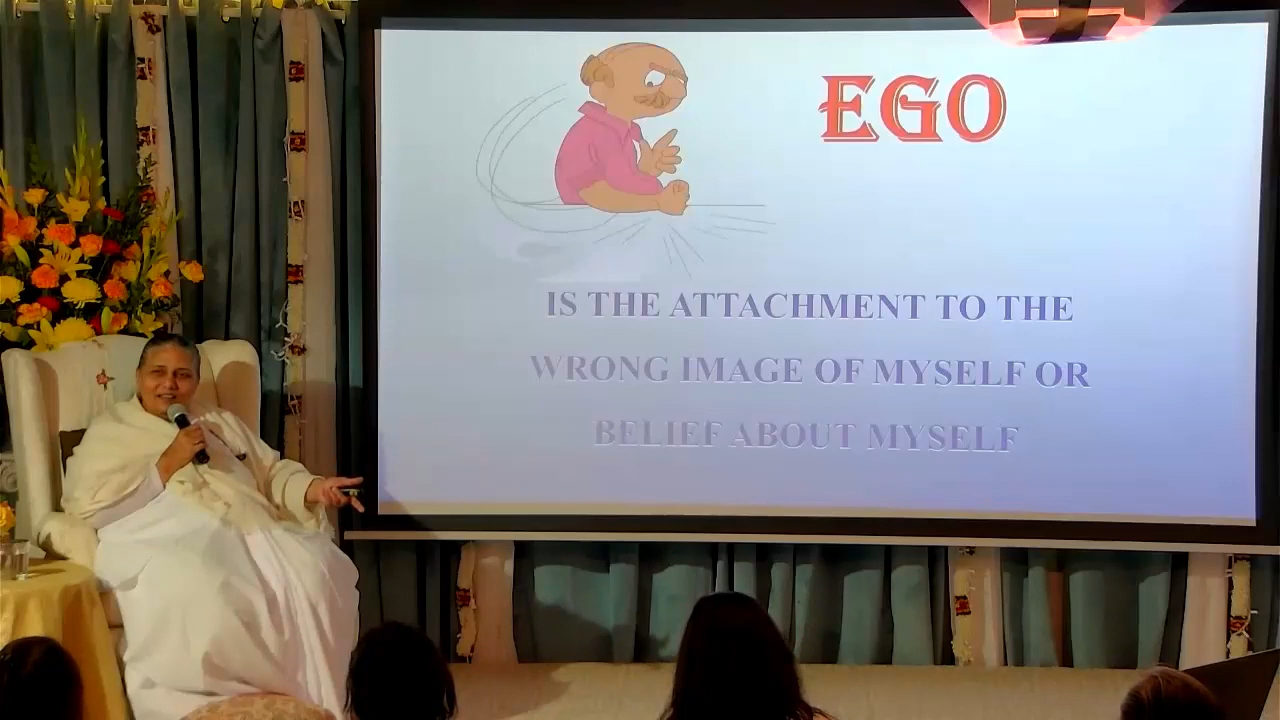 EGO
IS THE ATTACHMENT TO THE
WRONG IMAGE OF MYSELF OR
BELIEF ABOUT MYSELF